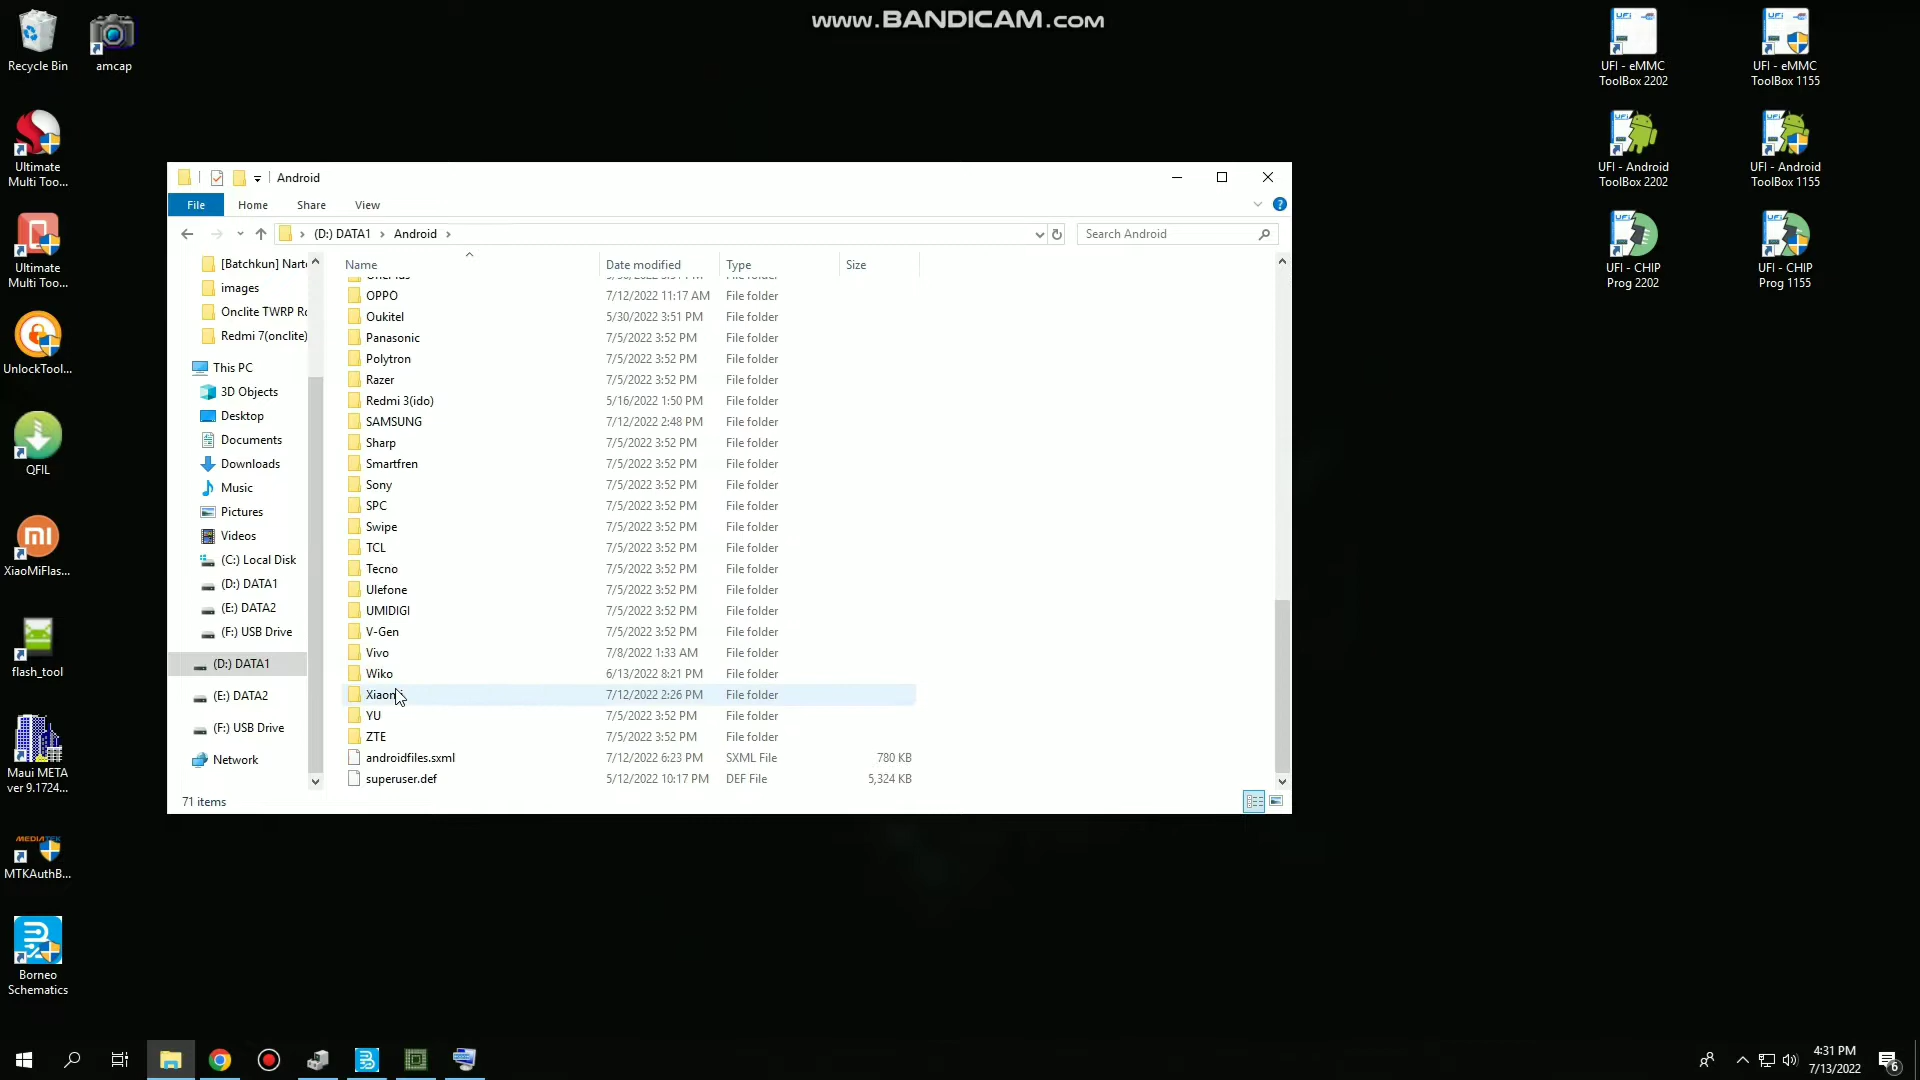 www.BANDICAM.com
Recycle Bin
amcap
Ultimate
Multi Too...
Ultimate
Multi Too...
UnlockTool...
QFIL
XiaoMiFlas...
flash_tool
Maui META
ver 9.1724...
MEDIATEK
MTKAuthB...
Borneo
Schematics
UFI - eMMC
ToolBox 2202
UFI - eMMC
ToolBox 1155
UFI - Android
ToolBox 2202
UFI - Android
ToolBox 1155
UFI - CHIP
Prog 2202
UFI - CHIP
Prog 1155
Android
File Home Share View
(D:) DATA1 Android
Search Android
[Batchkun] Nart
images
Onclite TWRP R
Redmi 7(onclite)
This PC
3D Objects
Desktop
Documents
Downloads
Music
Pictures
Videos
(C:) Local Disk
(D:) DATA1
(E:) DATA2
(F:) USB Drive
(D:) DATA1
(E:) DATA2
(F:) USB Drive
Network
Name Date modified Type Size
OPPO 7/12/2022 11:17 AM File folder
Oukitel 5/30/2022 3:51 PM File folder
Panasonic 7/5/2022 3:52 PM File folder
Polytron 7/5/2022 3:52 PM File folder
Razer 7/5/2022 3:52 PM File folder
Redmi 3(ido) 5/16/2022 1:50 PM File folder
SAMSUNG 7/12/2022 2:48 PM File folder
Sharp 7/5/2022 3:52 PM File folder
Smartfren 7/5/2022 3:52 PM File folder
Sony 7/5/2022 3:52 PM File folder
SPC 7/5/2022 3:52 PM File folder
Swipe 7/5/2022 3:52 PM File folder
TCL 7/5/2022 3:52 PM File folder
Tecno 7/5/2022 3:52 PM File folder
Ulefone 7/5/2022 3:52 PM File folder
UMIDIGI 7/5/2022 3:52 PM File folder
V-Gen 7/5/2022 3:52 PM File folder
Vivo 7/8/2022 1:33 AM File folder
Wiko 6/13/2022 8:21 PM File folder
Xiaomi 7/12/2022 2:26 PM File folder
YU 7/5/2022 3:52 PM File folder
ZTE 7/5/2022 3:52 PM File folder
androidfiles.sxml 7/12/2022 6:23 PM SXML File 780 KB
superuser.def 5/12/2022 10:17 PM DEF File 5,324 KB
71 items
4:31 PM
7/13/2022
6